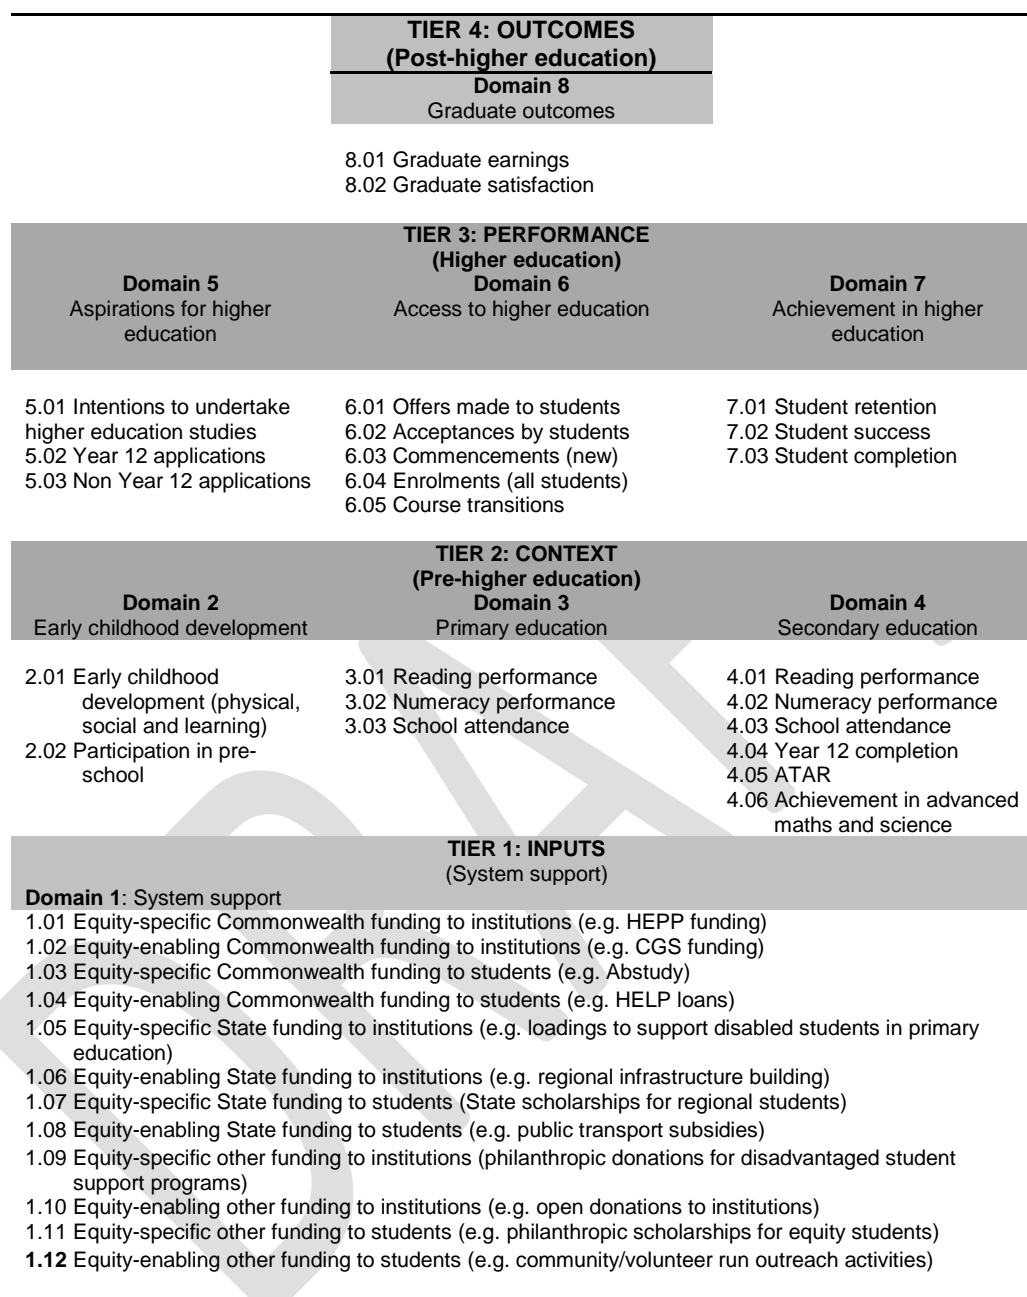 TIER 4: OUTCOMES
(Post-higher education)
Domain 8
Graduate outcomes
8.01 Graduate earnings
8.02 Graduate satisfaction
TIER 3: PERFORMANCE
(Higher education)
Domain 5
Aspirations for higher
education
Domain 6
Access to higher education
Domain 7
Achievement in higher
education
5.01 Intentions to undertake
higher education studies
5.02 Year 12 applications
5.03 Non Year 12 applications
6.01 Offers made to students
6.02 Acceptances by students
6.03 Commencements (new)
6.04 Enrolments (all students)
6.05 Course transitions
7.01 Student retention
7.02 Student success
7.03 Student completion
TIER 2: CONTEXT
(Pre-higher education)
Domain 2
Early childhood development
Domain 3
Primary education
Domain 4
Secondary education
2.01 Early childhood
development (physical,
social and learning)
2.02 Participation in pre-
school
3.01 Reading performance
3.02 Numeracy performance
3.03 School attendance
4.01 Reading performance
4.02 Numeracy performance
4.03 School attendance
4.04 Year 12 completion
4.05 ATAR
4.06 Achievement in advanced
maths and science
TIER 1: INPUTS
(System support)
Domain 1: System support
1.01 Equity-specific Commonwealth funding to institutions (e.g. HEPP funding)
1.02 Equity-enabling Commonwealth funding to institutions (e.g. CGS funding)
1.03 Equity-specific Commonwealth funding to students (e.g. Abstudy)
1.04 Equity-enabling Commonwealth funding to students (e.g. HELP loans)
1.05 Equity-specific State funding to institutions (e.g. loadings to support disabled students in primary
education)
1.06 Equity-enabling State funding to institutions (e.g. regional infrastructure building)
1.07 Equity-specific State funding to students (State scholarships for regional students)
1.08 Equity-enabling State funding to students (e.g. public transport subsidies)
1.09 Equity-specific other funding to institutions (philanthropic donations for disadvantaged student
support programs)
1.10 Equity-enabling other funding to institutions (e.g. open donations to institutions)
1.11 Equity-specific other funding to students (e.g. philanthropic scholarships for equity students)
1.12 Equity-enabling other funding to students (e.g. community/volunteer run outreach activities)